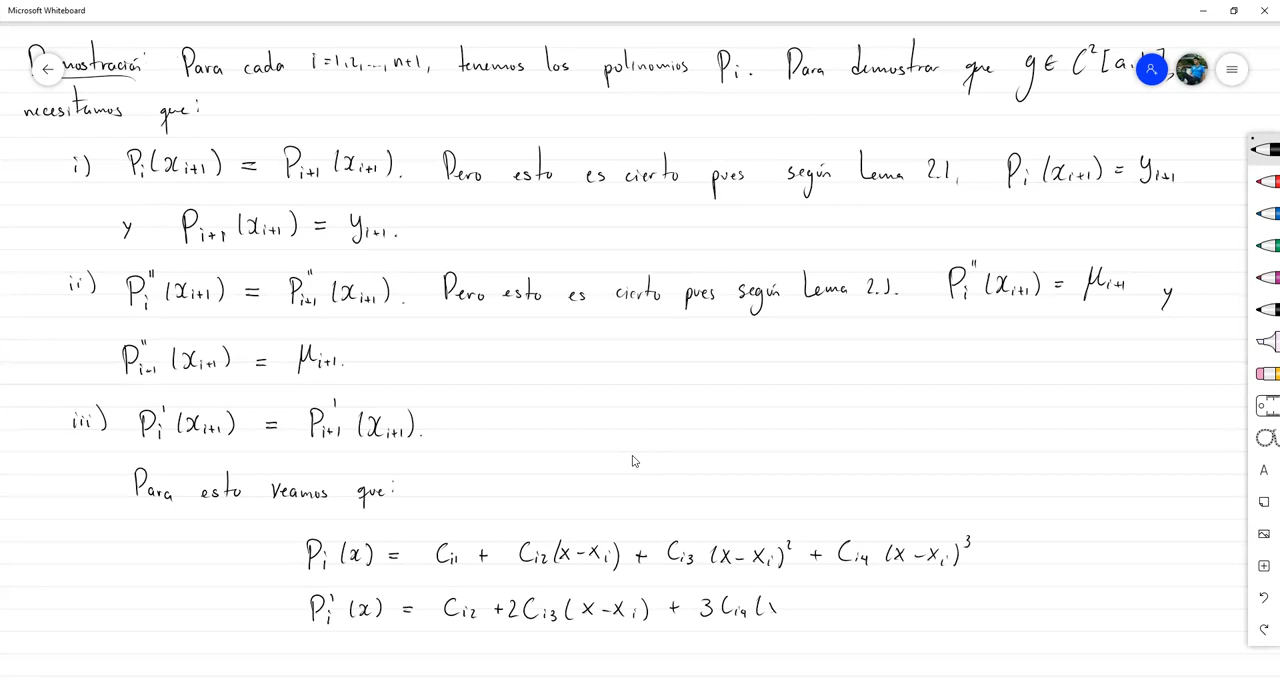 Microsoft Whiteboard
Demostración: Para cada i=1,2,...,n+1, tenemos los polinomios Pᵢ. Para demostrar que g ∈ C²[a,b],
necesitamos que:
i) Pᵢ(xᵢ₊₁) = Pᵢ₊₁(xᵢ₊₁). Pero esto es cierto pues según Lema 2.1, Pᵢ(xᵢ₊₁) = yᵢ₊₁
y Pᵢ₊₁(xᵢ₊₁) = yᵢ₊₁.
ii) Pᵢ''(xᵢ₊₁) = Pᵢ₊₁''(xᵢ₊₁). Pero esto es cierto pues según Lema 2.1. Pᵢ''(xᵢ₊₁) = μᵢ₊₁ y
Pᵢ₊₁''(xᵢ₊₁) = μᵢ₊₁.
iii) Pᵢ'(xᵢ₊₁) = Pᵢ₊₁'(xᵢ₊₁).
Para esto veamos que:
Pᵢ(x) = Cᵢ₁ + Cᵢ₂(x-xᵢ) + Cᵢ₃(x-xᵢ)² + Cᵢ₄(x-xᵢ)³
Pᵢ'(x) = Cᵢ₂ + 2Cᵢ₃(x-xᵢ) + 3Cᵢ₄(